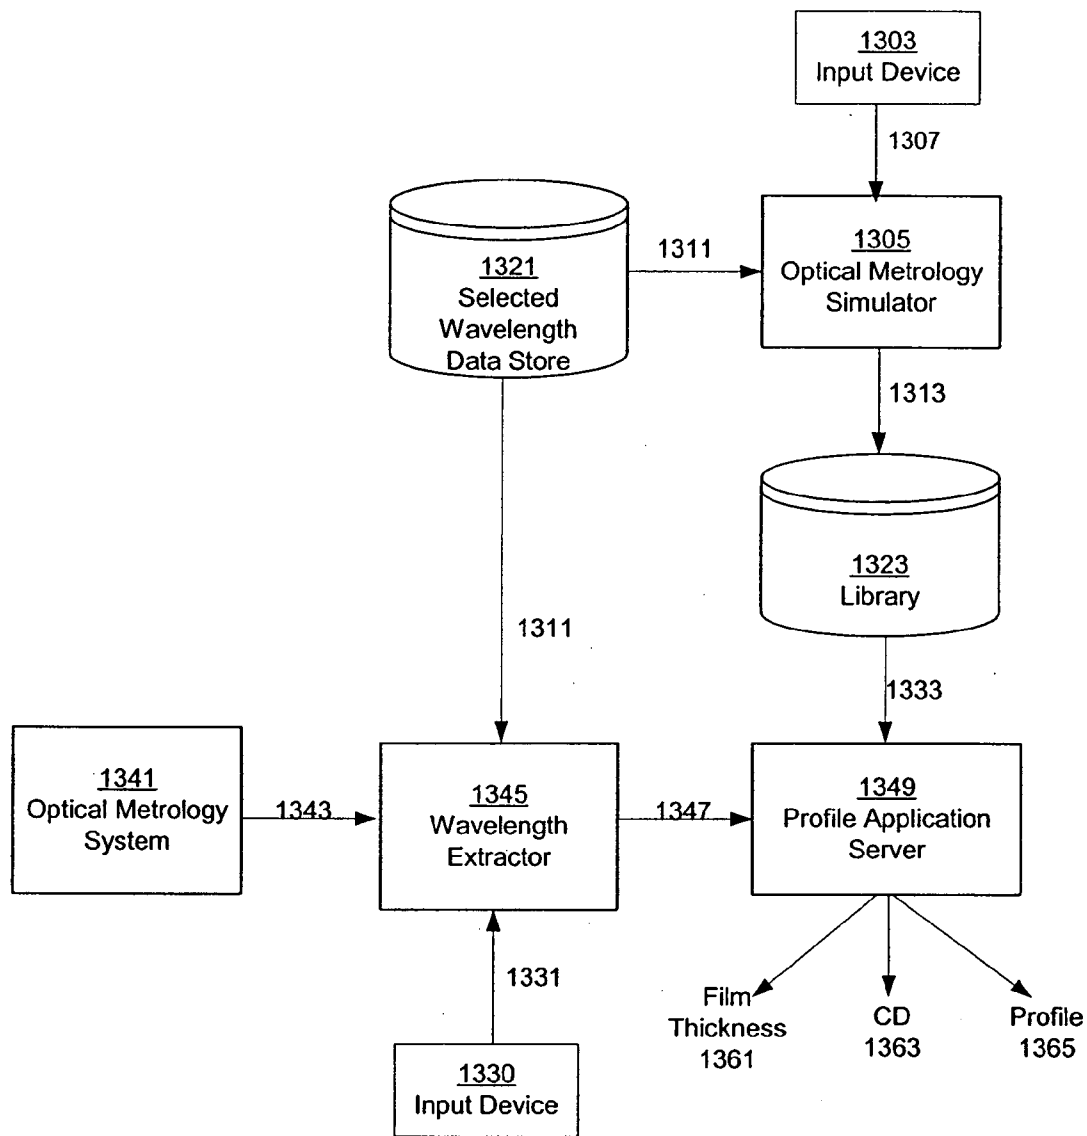 1303
Input Device
1307
1321
Selected
Wavelength
Data Store
1311
1305
Optical Metrology
Simulator
1313
1323
Library
1311
1333
1341
Optical Metrology
System
1343
1345
Wavelength
Extractor
1347
1349
Profile Application
Server
1331
Film
Thickness
1361
CD
1363
Profile
1365
1330
Input Device